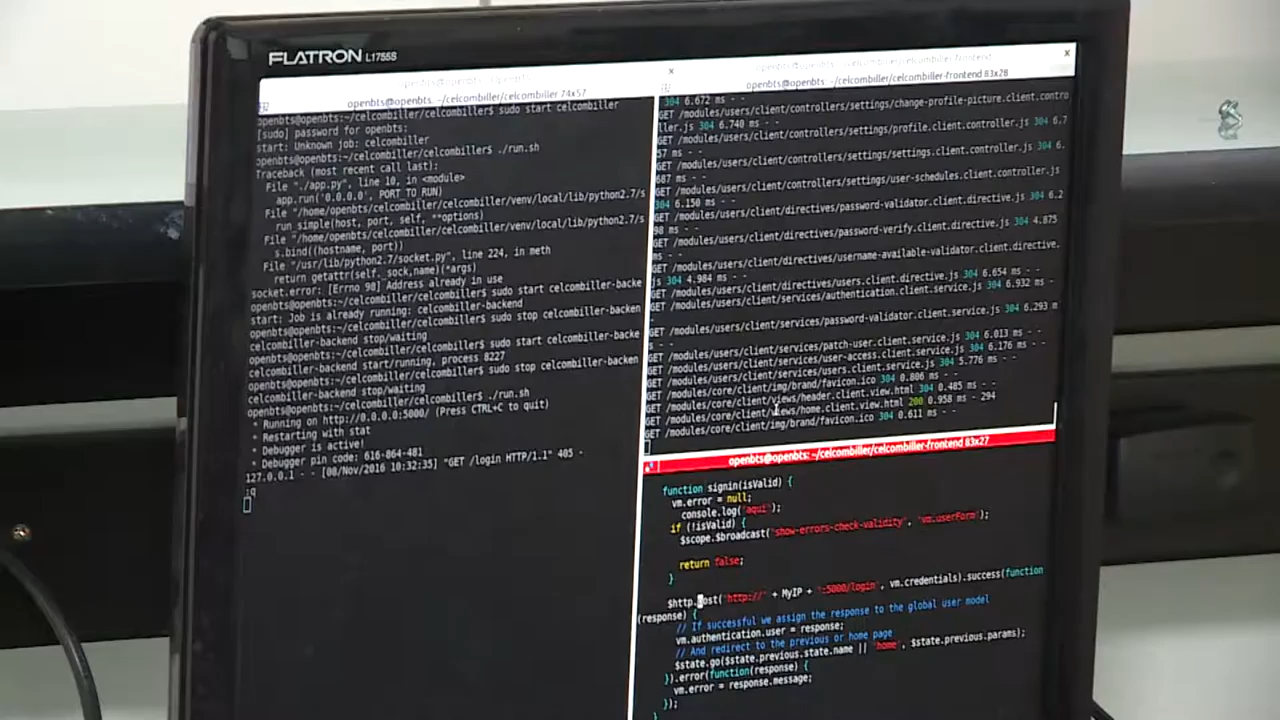 FLATRON L1755S
openbts@openbts: ~/celcombiller/celcombiller 74x57
openbts@openbts:~/celcombiller/celcombiller$ sudo start celcombiller
[sudo] password for openbts:
start: Unknown job: celcombiller
openbts@openbts:~/celcombiller/celcombiller$ ./run.sh
Traceback (most recent call last):
File "./app.py", line 10, in <module>
app.run('0.0.0.0', PORT TO RUN)
File "/home/openbts/celcombiller/celcombiller/venv/local/lib/python2.7/s
run_simple(host, port, self, **options)
File "/home/openbts/celcombiller/celcombiller/venv/local/lib/python2.7/s
s.bind((hostname, port))
File "/usr/lib/python2.7/socket.py", line 224, in meth
return getattr(self._sock,name)(*args)
socket.error: [Errno 98] Address already in use
openbts@openbts:~/celcombiller/celcombiller$ sudo start celcombiller-backe
start: Job is already running: celcombiller-backend
openbts@openbts:~/celcombiller/celcombiller$ sudo stop celcombiller-backen
celcombiller-backend stop/waiting
openbts@openbts:~/celcombiller/celcombiller$ sudo start celcombiller-backe
celcombiller-backend start/running, process 8227
openbts@openbts:~/celcombiller/celcombiller$ sudo stop celcombiller-backen
celcombiller-backend stop/waiting
openbts@openbts:~/celcombiller/celcombiller$ ./run.sh
* Running on http://0.0.0.0:5000/ (Press CTRL+C to quit)
* Restarting with stat
* Debugger is active!
* Debugger pin code: 616-864-481
127.0.0.1 - - [08/Nov/2016 10:32:35] "GET /login HTTP/1.1" 405 -
:q
openbts@openbts: ~/celcombiller/celcombiller-frontend 83x28
304 6.672 ms - -
GET /modules/users/client/controllers/settings/change-profile-picture.client.contro
ller.js 304 6.740 ms - -
GET /modules/users/client/controllers/settings/profile.client.controller.js 304 6.7
57 ms - -
GET /modules/users/client/controllers/settings/settings.client.controller.js 304 6.
687 ms - -
GET /modules/users/client/controllers/settings/user-schedules.client.controller.js
304 6.150 ms - -
GET /modules/users/client/directives/password-validator.client.directive.js 304 6.2
98 ms - -
GET /modules/users/client/directives/password-verify.client.directive.js 304 4.875
ms - -
GET /modules/users/client/directives/username-available-validator.client.directive.
js 304 4.984 ms - -
GET /modules/users/client/directives/users.client.directive.js 304 6.654 ms - -
GET /modules/users/client/services/authentication.client.service.js 304 6.932 ms -
-
GET /modules/users/client/services/password-validator.client.service.js 304 6.293 m
s - -
GET /modules/users/client/services/patch-user.client.service.js 304 6.013 ms - -
GET /modules/users/client/services/user-access.client.service.js 304 6.176 ms - -
GET /modules/users/client/services/users.client.service.js 304 5.776 ms - -
GET /modules/core/client/img/brand/favicon.ico 304 0.806 ms - -
GET /modules/core/client/views/header.client.view.html 304 0.485 ms - -
GET /modules/core/client/views/home.client.view.html 200 0.958 ms - 294
GET /modules/core/client/img/brand/favicon.ico 304 0.611 ms - -
openbts@openbts: ~/celcombiller/celcombiller-frontend 83x27
function signin(isValid) {
vm.error = null;
console.log('aqui');
if (!isValid) {
$scope.$broadcast('show-errors-check-validity', 'vm.userForm');
return false;
}
$http.post('http://' + MyIP + ':5000/login', vm.credentials).success(function
(response) {
// If successful we assign the response to the global user model
vm.authentication.user = response;
// And redirect to the previous or home page
$state.go($state.previous.state.name || 'home', $state.previous.params);
}).error(function(response) {
vm.error = response.message;
});
}